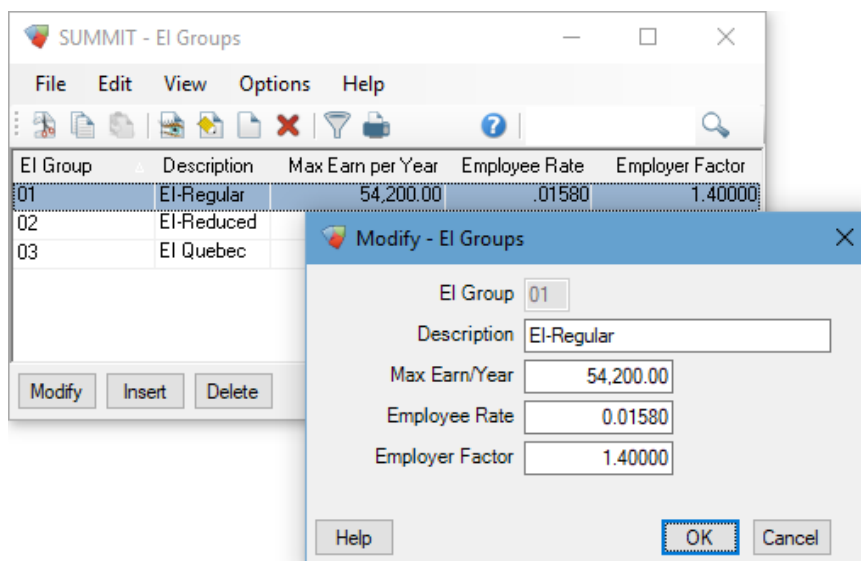 SUMMIT - EI Groups
File Edit View Options Help
EI Group Description Max Earn per Year Employee Rate Employer Factor
01 EI-Regular 54,200.00 .01580 1.40000
02 EI-Reduced
03 EI Quebec
Modify Insert Delete
Modify - EI Groups
EI Group 01
Description EI-Regular
Max Earn/Year 54,200.00
Employee Rate 0.01580
Employer Factor 1.40000
Help OK Cancel